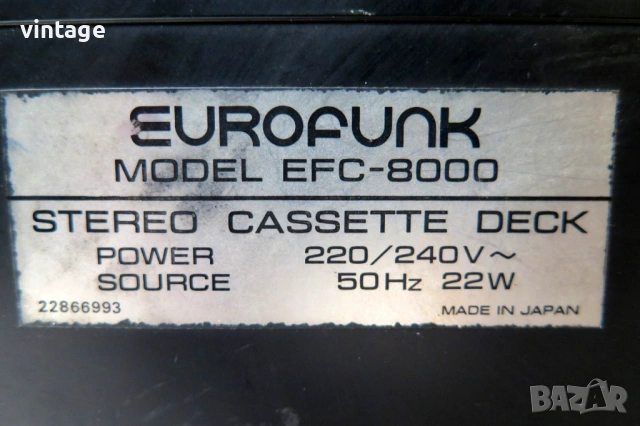 vintage
EUROFUNK
MODEL EFC-8000
STEREO CASSETTE DECK
POWER 220/240V~
SOURCE 50Hz 22W
22866993 MADE IN JAPAN
BAZAR